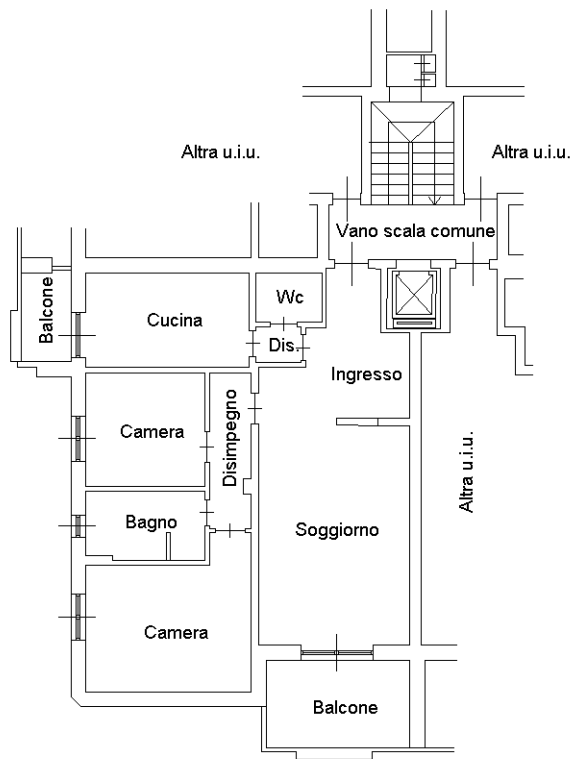 Altra u.i.u.
Altra u.i.u.
Vano scala comune
Balcone
Cucina
Wc
Dis.
Ingresso
Camera
Disimpegno
Altra u.i.u.
Bagno
Soggiorno
Camera
Balcone